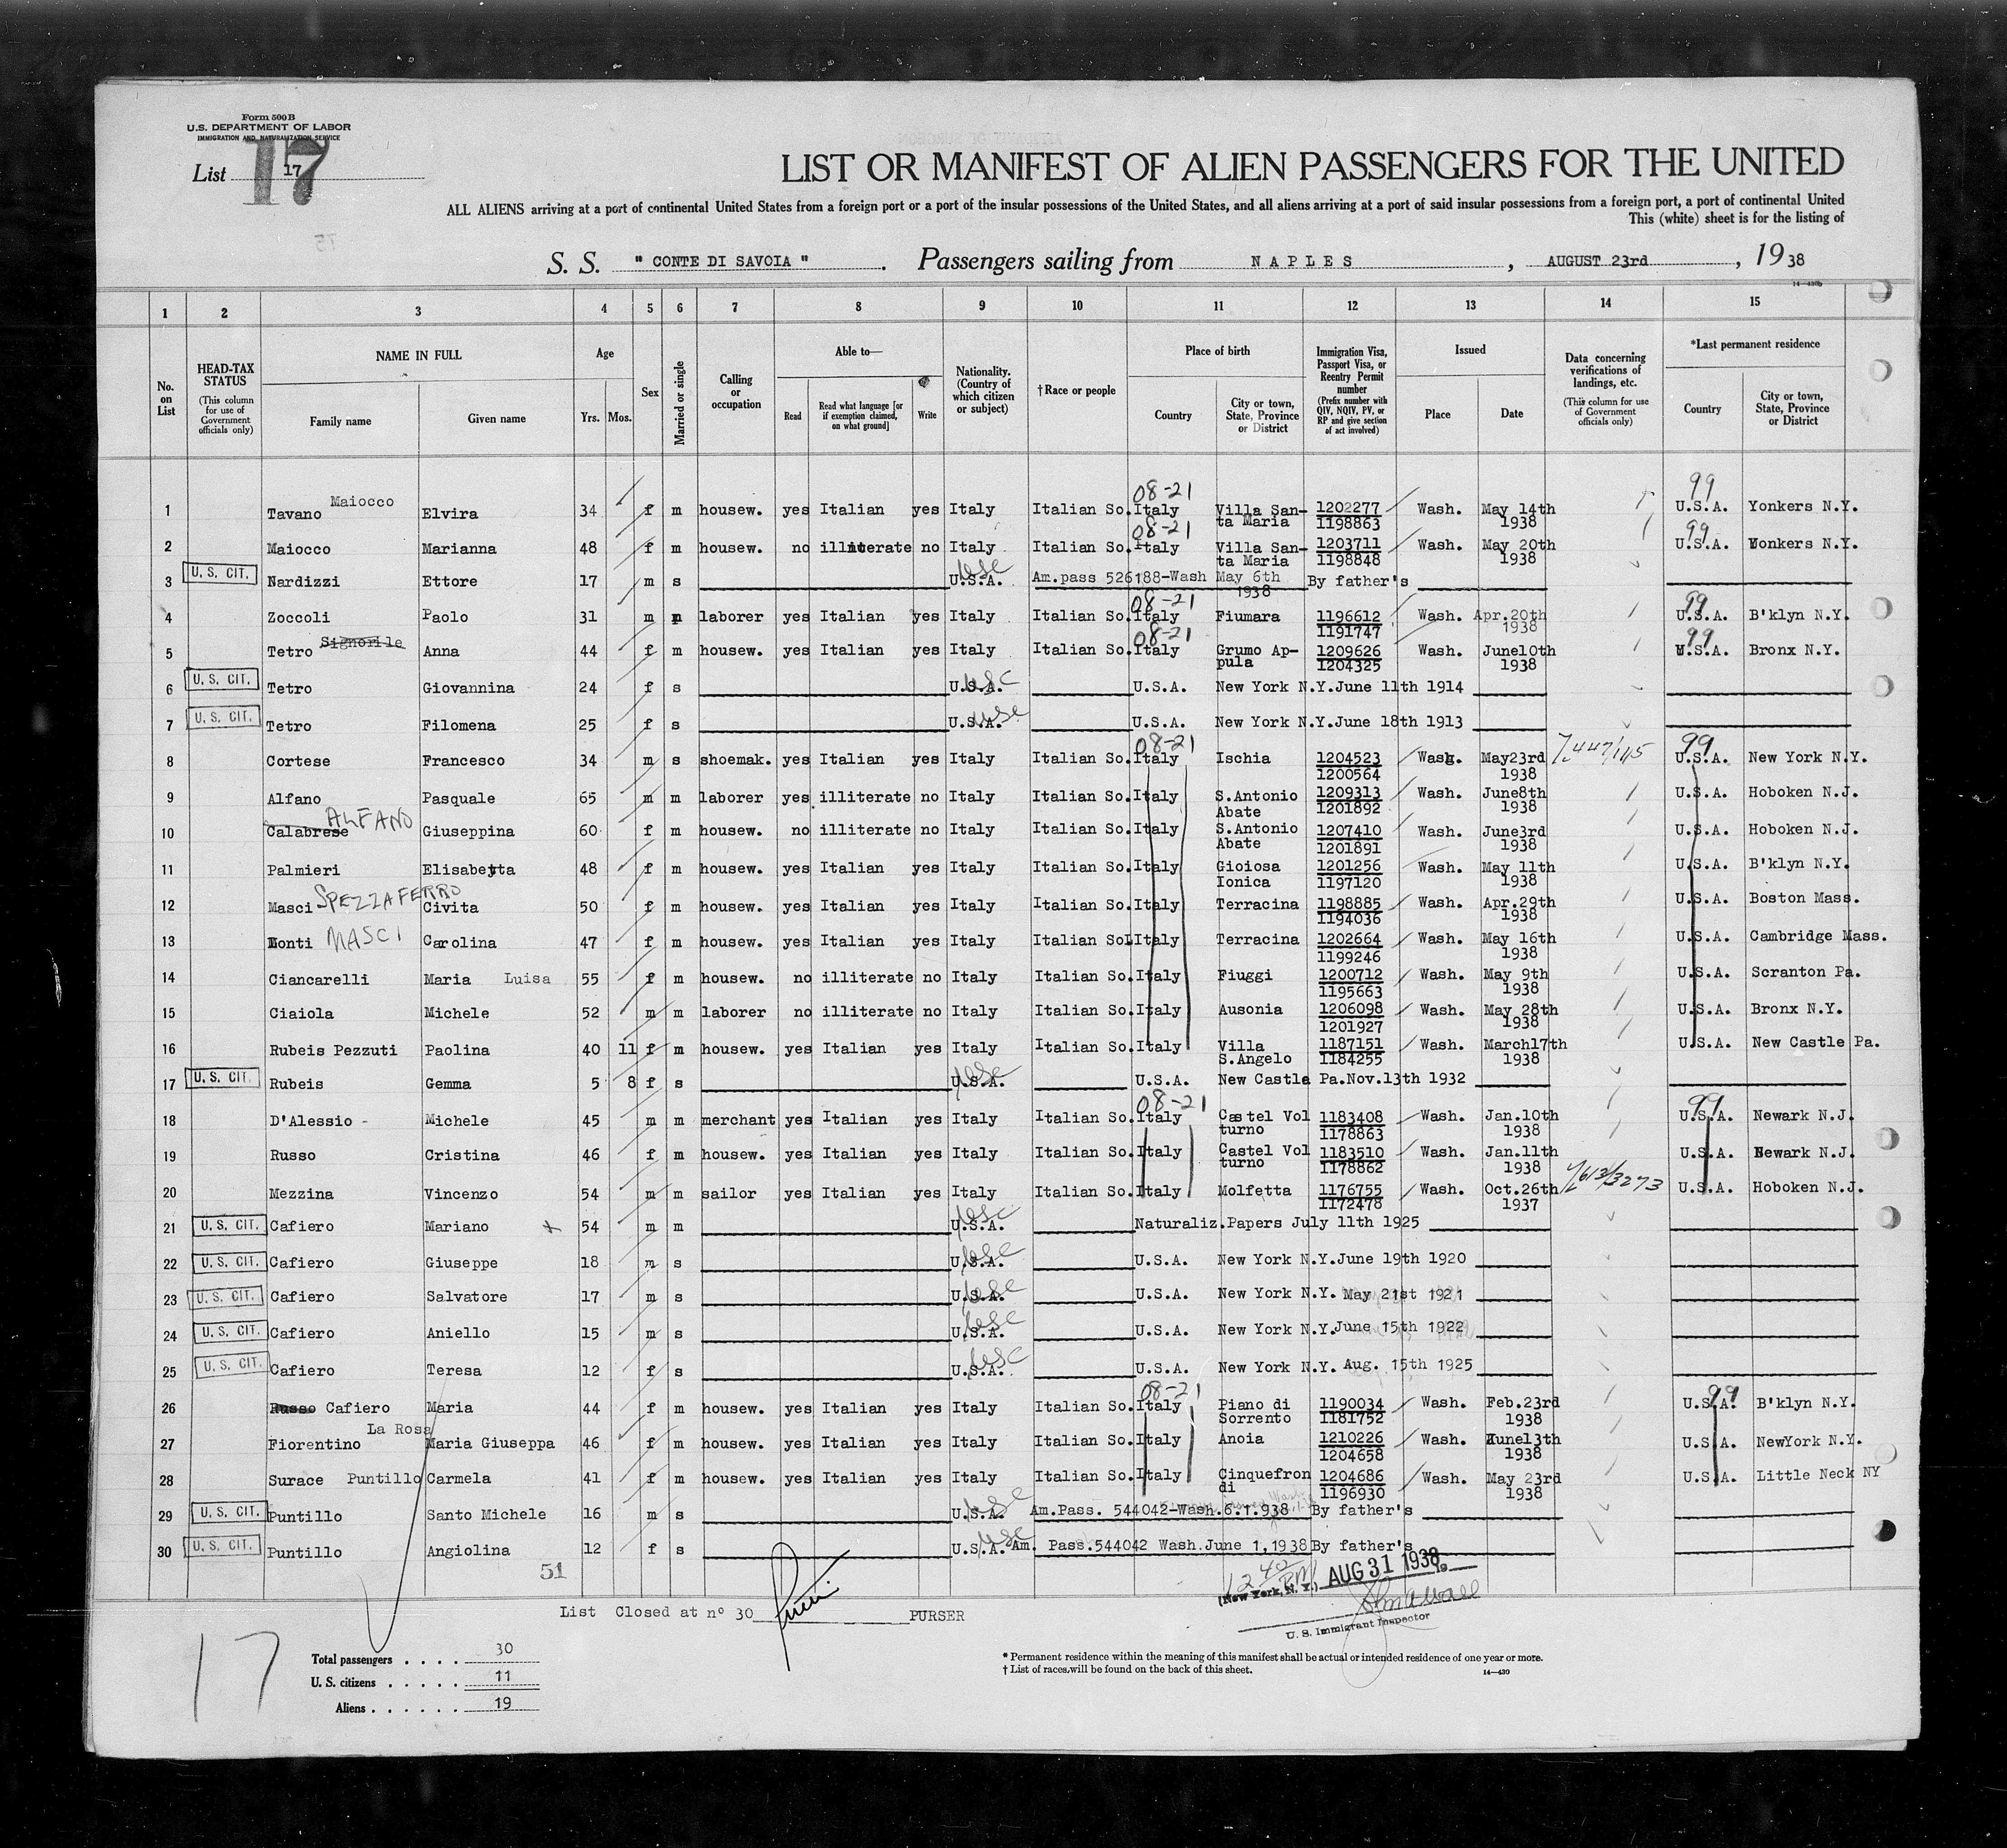 Form 500 B
U.S. DEPARTMENT OF LABOR
IMMIGRATION AND NATURALIZATION SERVICE
List 17
17
LIST OR MANIFEST OF ALIEN PASSENGERS FOR THE UNITED
ALL ALIENS arriving at a port of continental United States from a foreign port or a port of the insular possessions of the United States, and all aliens arriving at a port of said insular possessions from a foreign port, a port of continental United
This (white) sheet is for the listing of
S. S. " CONTE DI SAVOIA " . Passengers sailing from NAPLES , AUGUST 23rd , 1938
1 2 3 4 5 6 7 8 9 10 11 12 13 14 15
No. on List
HEAD-TAX STATUS (This column for use of Government officials only)
NAME IN FULL
Family name Given name
Age
Yrs. Mos.
Sex
Married or single
Calling or occupation
Able to—
Read Read what language [or if exemption claimed, on what ground] Write
Nationality. (Country of which citizen or subject)
†Race or people
Place of birth
Country City or town, State, Province or District
Immigration Visa, Passport Visa, or Reentry Permit number (Prefix number with QIV, NQIV, PV, or RP and give section of act involved)
Issued
Place Date
Data concerning verifications of landings, etc. (This column for use of Government officials only)
*Last permanent residence
Country City or town, State, Province or District
1 Tavano Maiocco Elvira 34 f m housew. yes Italian yes Italy Italian So. Italy 08-21 Villa Santa Maria 1202277 1198863 Wash. May 14th 1938 99 U.S.A. Yonkers N.Y.
2 Maiocco Marianna 48 f m housew. no illiterate no Italy Italian So. Italy 08-21 Villa Santa Maria 1203711 1198848 Wash. May 20th 1938 99 U.S.A. Yonkers N.Y.
3 U. S. CIT. Nardizzi Ettore 17 m s U.S.A. usc Am.pass 526188-Wash May 6th 1938 By father's
4 Zoccoli Paolo 31 m m laborer yes Italian yes Italy Italian So. Italy 08-21 Fiumara 1196612 1191747 Wash. Apr.20th 1938 99 U.S.A. B'klyn N.Y.
5 Tetro Signorile Anna 44 f m housew. yes Italian yes Italy Italian So. Italy 08-21 Grumo Appula 1209626 1204325 Wash. June10th 1938 99 U.S.A. Bronx N.Y.
6 U. S. CIT. Tetro Giovannina 24 f s U.S.A. usc U.S.A. New York N.Y.June 11th 1914
7 U. S. CIT. Tetro Filomena 25 f s U.S.A. usc U.S.A. New York N.Y.June 18th 1913
8 Cortese Francesco 34 m s shoemak. yes Italian yes Italy Italian So. Italy 08-21 Ischia 1204523 1200564 Wash. May23rd 1938 99 U.S.A. New York N.Y.
9 Alfano Pasquale 65 m m laborer yes illiterate no Italy Italian So. Italy S.Antonio Abate 1209313 1201892 Wash. June8th 1938 U.S.A. Hoboken N.J.
10 Calabrese ALFANO Giuseppina 60 f m housew. no illiterate no Italy Italian So. Italy S.Antonio Abate 1207410 1201891 Wash. June3rd 1938 U.S.A. Hoboken N.J.
11 Palmieri Elisabetta 48 f m housew. yes Italian yes Italy Italian So. Italy Gioiosa Ionica 1201256 1197120 Wash. May 11th 1938 U.S.A. B'klyn N.Y.
12 Masci SPEZZAFERRO Civita 50 f m housew. yes Italian yes Italy Italian So. Italy Terracina 1198885 1194036 Wash. Apr.29th 1938 U.S.A. Boston Mass.
13 Monti MASCI Carolina 47 f m housew. yes Italian yes Italy Italian So. Italy Terracina 1202664 1199246 Wash. May 16th 1938 U.S.A. Cambridge Mass.
14 Ciancarelli Maria Luisa 55 f m housew. no illiterate no Italy Italian So. Italy Fiuggi 1200712 1195663 Wash. May 9th 1938 U.S.A. Scranton Pa.
15 Ciaiola Michele 52 m m laborer no illiterate no Italy Italian So. Italy Ausonia 1206098 1201927 Wash. May 28th 1938 U.S.A. Bronx N.Y.
16 Rubeis Pezzuti Paolina 40 11 f m housew. yes Italian yes Italy Italian So. Italy Villa S.Angelo 1187151 1184255 Wash. March17th 1938 U.S.A. New Castle Pa.
17 U. S. CIT. Rubeis Gemma 5 8 f s U.S.A. usc U.S.A. New Castle Pa.Nov.13th 1932
18 D'Alessio - Michele 45 m m merchant yes Italian yes Italy Italian So. Italy 08-21 Castel Volturno 1183408 1178863 Wash. Jan.10th 1938 99 U.S.A. Newark N.J.
19 Russo Cristina 46 f m housew. yes Italian yes Italy Italian So. Italy Castel Volturno 1183510 1178862 Wash. Jan.11th 1938 U.S.A. Newark N.J.
20 Mezzina Vincenzo 54 m m sailor yes Italian yes Italy Italian So. Italy Molfetta 1176755 1172478 Wash. Oct.26th 1937 U.S.A. Hoboken N.J.
21 U. S. CIT. Cafiero Mariano x 54 m m U.S.A. usc Naturaliz.Papers July 11th 1925
22 U. S. CIT. Cafiero Giuseppe 18 m s U.S.A. usc U.S.A. New York N.Y.June 19th 1920
23 U. S. CIT. Cafiero Salvatore 17 m s U.S.A. usc U.S.A. New York N.Y. May 21st 1921
24 U. S. CIT. Cafiero Aniello 15 m s U.S.A. usc U.S.A. New York N.Y.June 15th 1922
25 U. S. CIT. Cafiero Teresa 12 f s U.S.A. usc U.S.A. New York N.Y. Aug. 15th 1925
26 Russo Cafiero Maria 44 f m housew. yes Italian yes Italy Italian So. Italy 08-21 Piano di Sorrento 1190034 1181752 Wash. Feb.23rd 1938 99 U.S.A. B'klyn N.Y.
27 Fiorentino La Rosa Maria Giuseppa 46 f m housew. yes Italian yes Italy Italian So. Italy Anoia 1210226 1204658 Wash. June13th 1938 U.S.A. NewYork N.Y.
28 Surace Puntillo Carmela 41 f m housew. yes Italian yes Italy Italian So. Italy Cinquefrondi 1204686 1196930 Wash. May 23rd 1938 U.S.A. Little Neck NY
29 U. S. CIT. Puntillo Santo Michele 16 m s U.S.A. usc Am.Pass. 544042-Wash.6.1.938 By father's
30 U. S. CIT. Puntillo Angiolina 12 f s U.S.A. usc Am. Pass.544042 Wash.June 1,1938 By father's
51
12 40 PM
(New York, N. Y.) AUG 31 1938
List Closed at n° 30 PURSER
U. S. Immigrant Inspector
17
Total passengers . . . . 30
U. S. citizens . . . . . 11
Aliens . . . . . . 19
* Permanent residence within the meaning of this manifest shall be actual or intended residence of one year or more.
† List of races will be found on the back of this sheet.
14—430